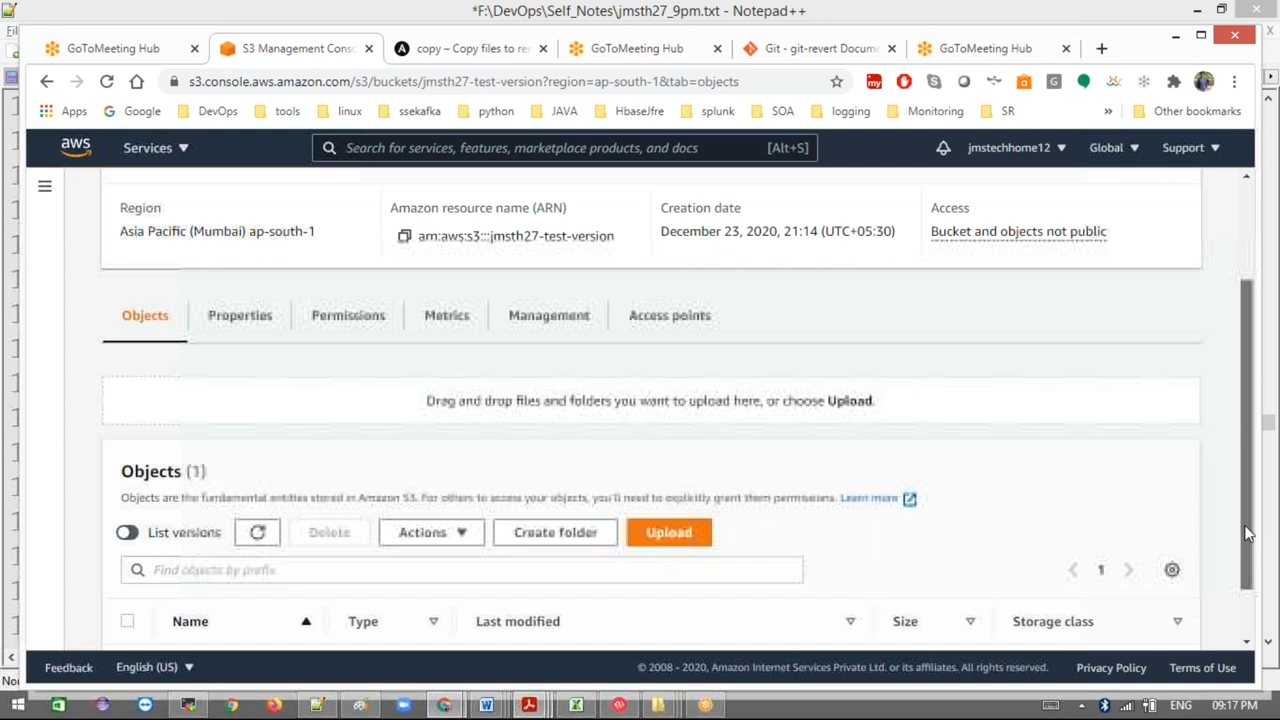 *F:\DevOps\Self_Notes\jmsth27_9pm.txt - Notepad++
GoToMeeting Hub
S3 Management Consc
copy – Copy files to re
GoToMeeting Hub
Git - git-revert Docum
GoToMeeting Hub
s3.console.aws.amazon.com/s3/buckets/jmsth27-test-version?region=ap-south-1&tab=objects
my
G
Apps
Google
DevOps
tools
linux
ssekafka
python
JAVA
HbaseJfre
splunk
SOA
logging
Monitoring
SR
»
Other bookmarks
aws
Services
Search for services, features, marketplace products, and docs
[Alt+S]
jmstechome12
Global
Support
Region
Amazon resource name (ARN)
Creation date
Access
Asia Pacific (Mumbai) ap-south-1
arn:aws:s3:::jmsth27-test-version
December 23, 2020, 21:14 (UTC+05:30)
Bucket and objects not public
Objects
Properties
Permissions
Metrics
Management
Access points
Drag and drop files and folders you want to upload here, or choose Upload.
Objects (1)
Objects are the fundamental entities stored in Amazon S3. For others to access your objects, you'll need to explicitly grant them permissions. Learn more
List versions
Delete
Actions
Create folder
Upload
Find objects by prefix
1
Name
Type
Last modified
Size
Storage class
Feedback
English (US)
© 2008 - 2020, Amazon Internet Services Private Ltd. or its affiliates. All rights reserved.
Privacy Policy
Terms of Use
ENG
09:17 PM